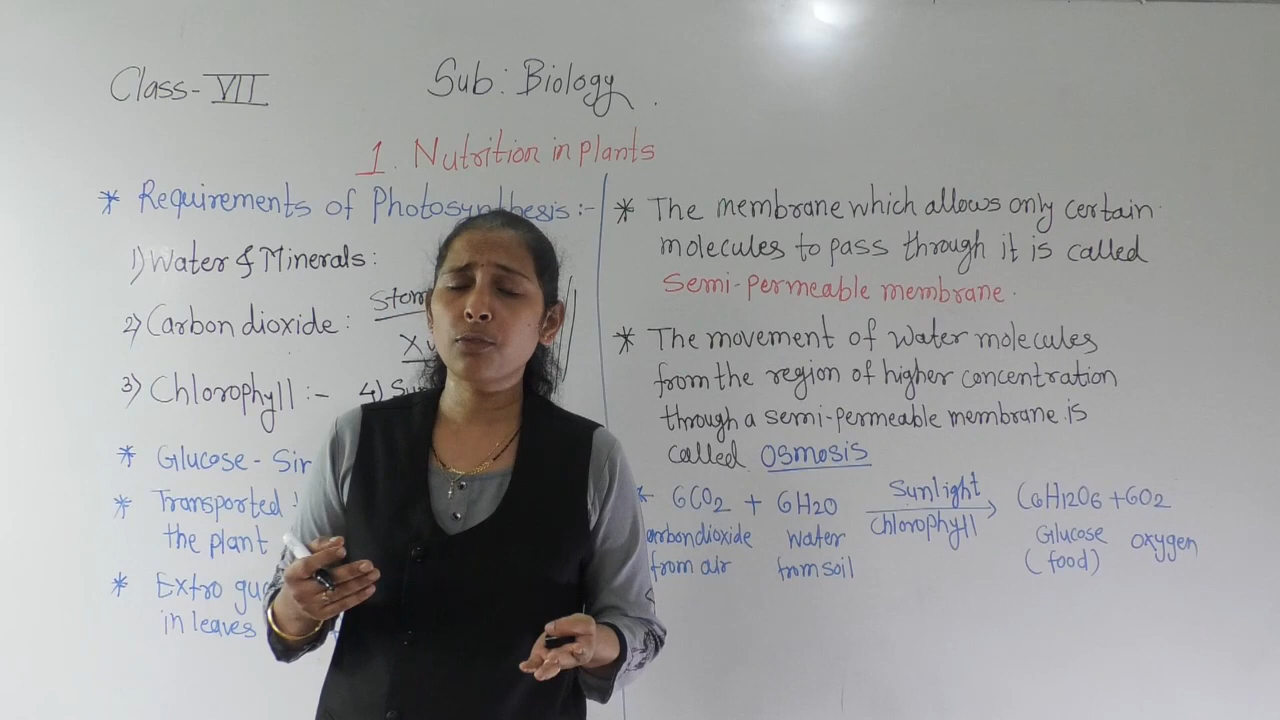 Class- VII
Sub: Biology
1. Nutrition in plants
* Requirements of Photosynthesis :-
1) Water & Minerals:
2) Carbon dioxide :
3) Chlorophyll :- 4)
* Glucose -
* Transported
the plant
* Extro
in leaves
* The membrane which allows only certain
molecules to pass through it is called
Semi-permeable membrane.
* The movement of Water molecules
from the region of higher concentration
through a semi-permeable membrane is
called OSMOSIS
* 6CO2 + 6H2O Sunlight C6H12O6 + 6O2
Chlorophyll
water Glucose oxygen
from air from soil (food)